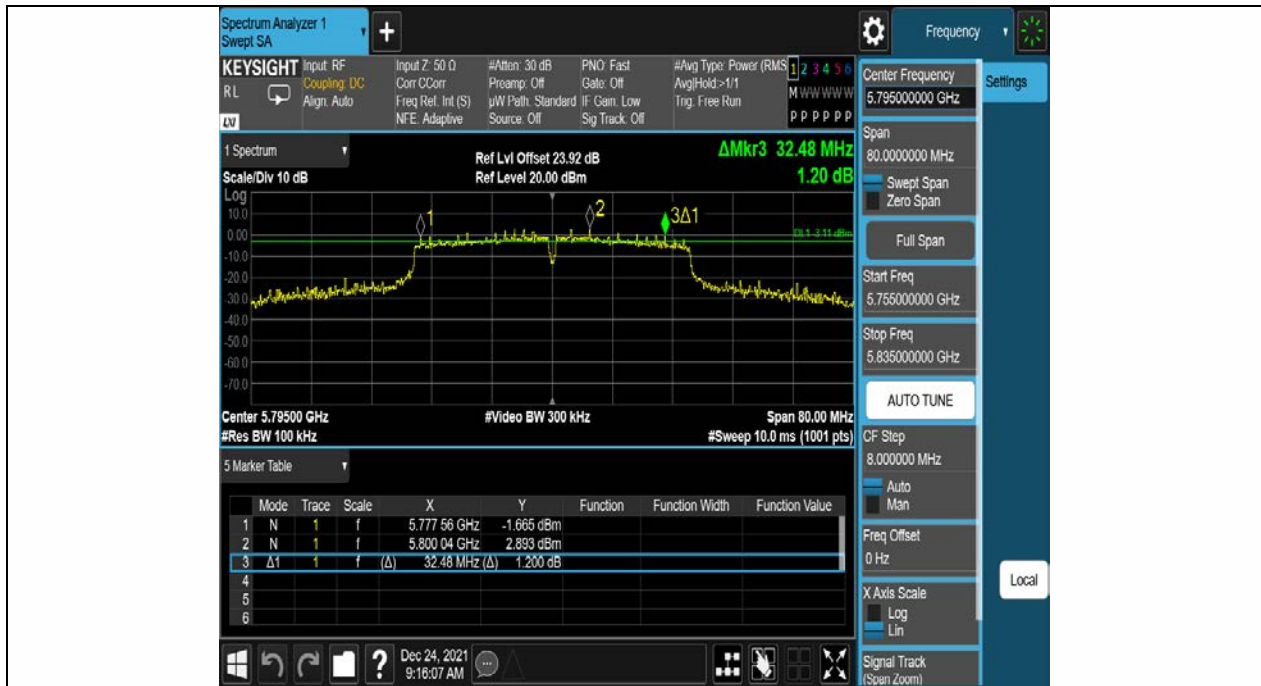 Spectrum Analyzer 1
Swept SA
+
Frequency
KEYSIGHT
RL
LXI
Input: RF
Coupling: DC
Align: Auto
Input Z: 50 Ω
Corr CCorr
Freq Ref: Int (S)
NFE: Adaptive
#Atten: 30 dB
Preamp: Off
µW Path: Standard
Source: Off
PNO: Fast
Gate: Off
IF Gain: Low
Sig Track: Off
#Avg Type: Power (RMS
Avg|Hold:>1/1
Trig: Free Run
1 2 3 4 5 6
M W W W W W
P P P P P P
1 Spectrum
Scale/Div 10 dB
Ref Lvl Offset 23.92 dB
Ref Level 20.00 dBm
ΔMkr3 32.48 MHz
1.20 dB
Log
10.0
0.00
-10.0
-20.0
-30.0
-40.0
-50.0
-60.0
-70.0
1
2
3Δ1
DL1 -3.11 dBm
Center 5.79500 GHz
#Res BW 100 kHz
#Video BW 300 kHz
Span 80.00 MHz
#Sweep 10.0 ms (1001 pts)
5 Marker Table
Mode Trace Scale X Y Function Function Width Function Value
1 N 1 f 5.777 56 GHz -1.665 dBm
2 N 1 f 5.800 04 GHz 2.893 dBm
3 Δ1 1 f (Δ) 32.48 MHz (Δ) 1.200 dB
4
5
6
Dec 24, 2021
9:16:07 AM
?
Center Frequency
5.795000000 GHz
Span
80.0000000 MHz
Swept Span
Zero Span
Full Span
Start Freq
5.755000000 GHz
Stop Freq
5.835000000 GHz
AUTO TUNE
CF Step
8.000000 MHz
Auto
Man
Freq Offset
0 Hz
X Axis Scale
Log
Lin
Signal Track
(Span Zoom)
Settings
Local